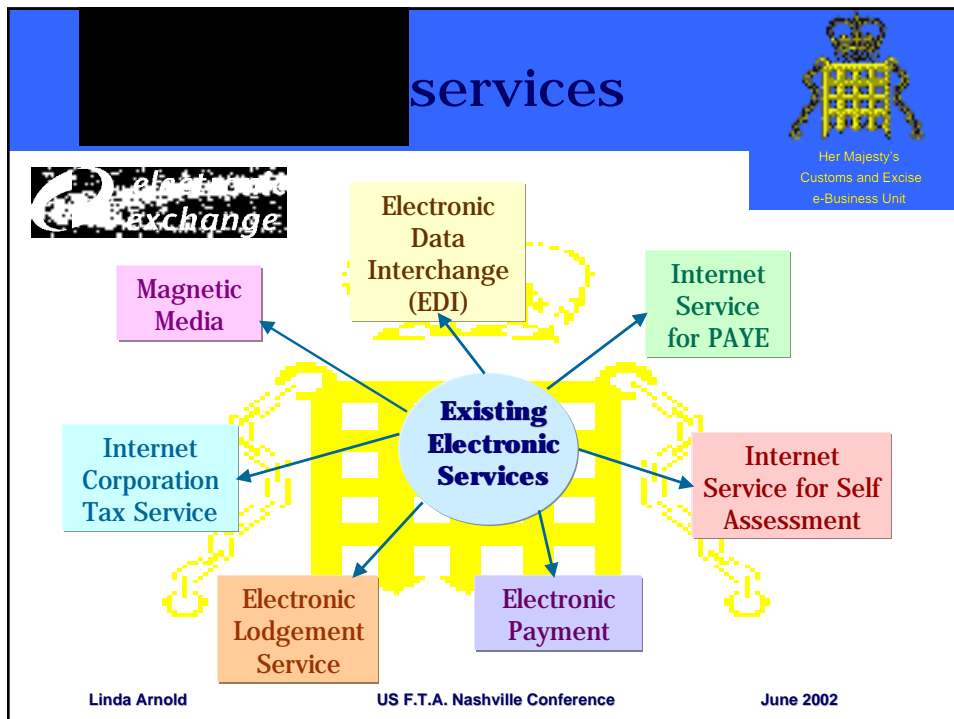 services
Her Majesty's
Customs and Excise
e-Business Unit
electronic
exchange
Electronic
Data
Interchange
(EDI)
Magnetic
Media
Internet
Service
for PAYE
Existing
Electronic
Services
Internet
Corporation
Tax Service
Internet
Service for Self
Assessment
Electronic
Lodgement
Service
Electronic
Payment
Linda Arnold
US F.T.A. Nashville Conference
June 2002